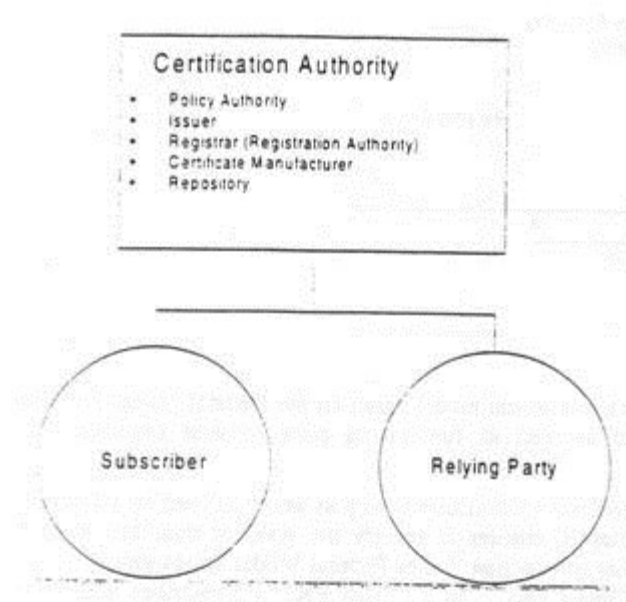 Certification Authority
• Policy Authority
• Issuer
• Registrar (Registration Authority)
• Certificate Manufacturer
• Repository
Subscriber
Relying Party